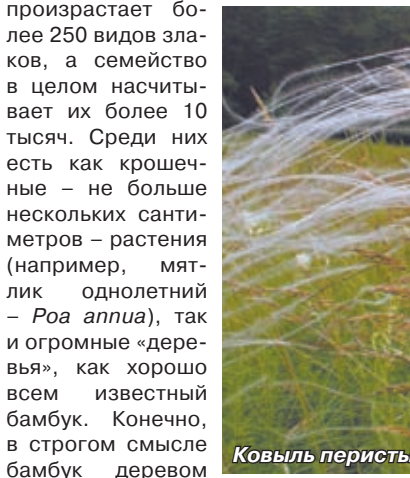 произрастает бо-
лее 250 видов зла-
ков, а семейство
в целом насчиты-
вает их более 10
тысяч. Среди них
есть как крошеч-
ные – не больше
нескольких санти-
метров – растения
(например, мят-
лик однолетний
– Poa annua), так
и огромные «дере-
вья», как хорошо
всем известный
бамбук. Конечно,
в строгом смысле
бамбук деревом
Ковыль перисты